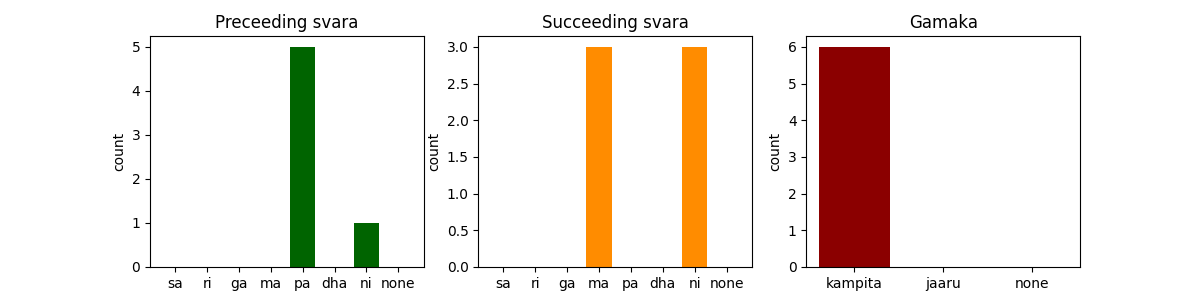 Preceeding svara
count
5
4
3
2
1
0
sa ri ga ma pa dha ni none
Succeeding svara
count
3.0
2.5
2.0
1.5
1.0
0.5
0.0
sa ri ga ma pa dha ni none
Gamaka
count
6
5
4
3
2
1
0
kampita jaaru none